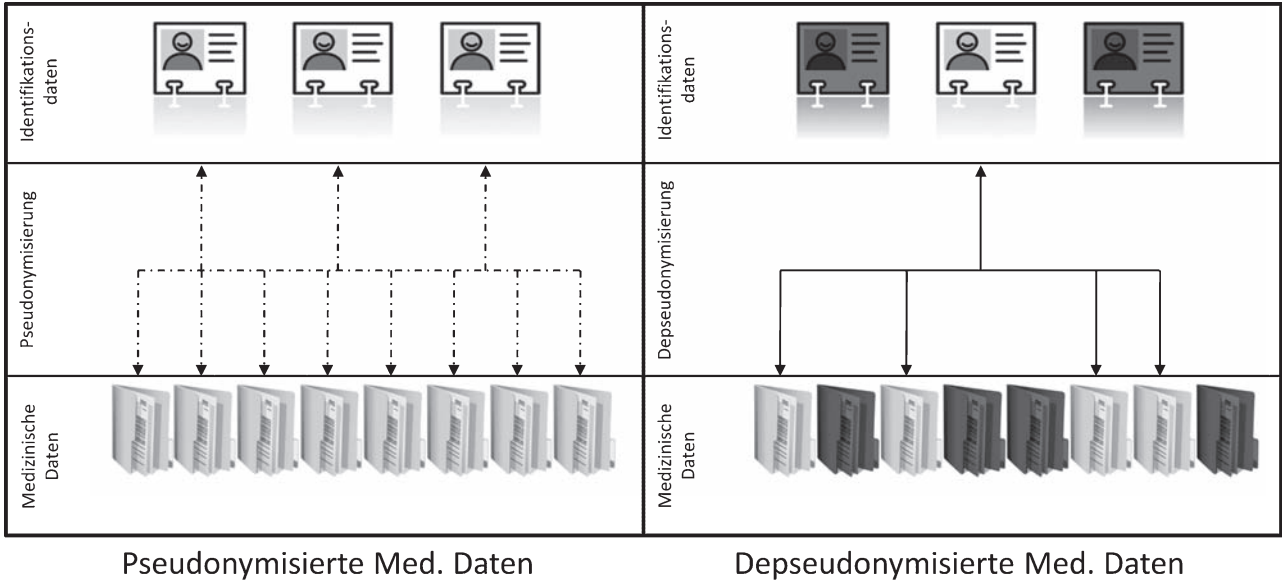 Identifikations-
daten
Pseudonymisierung
Medizinische
Daten
Pseudonymisierte Med. Daten
Identifikations-
daten
Depseudonymisierung
Medizinische
Daten
Depseudonymisierte Med. Daten